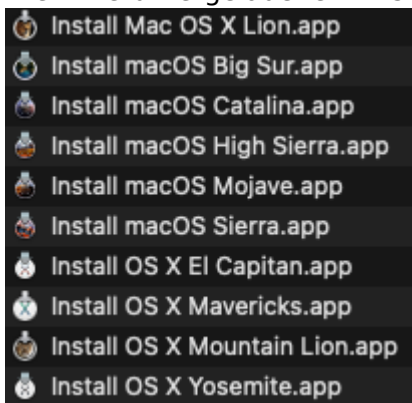 Install Mac OS X Lion.app
Install macOS Big Sur.app
Install macOS Catalina.app
Install macOS High Sierra.app
Install macOS Mojave.app
Install macOS Sierra.app
Install OS X El Capitan.app
Install OS X Mavericks.app
Install OS X Mountain Lion.app
Install OS X Yosemite.app